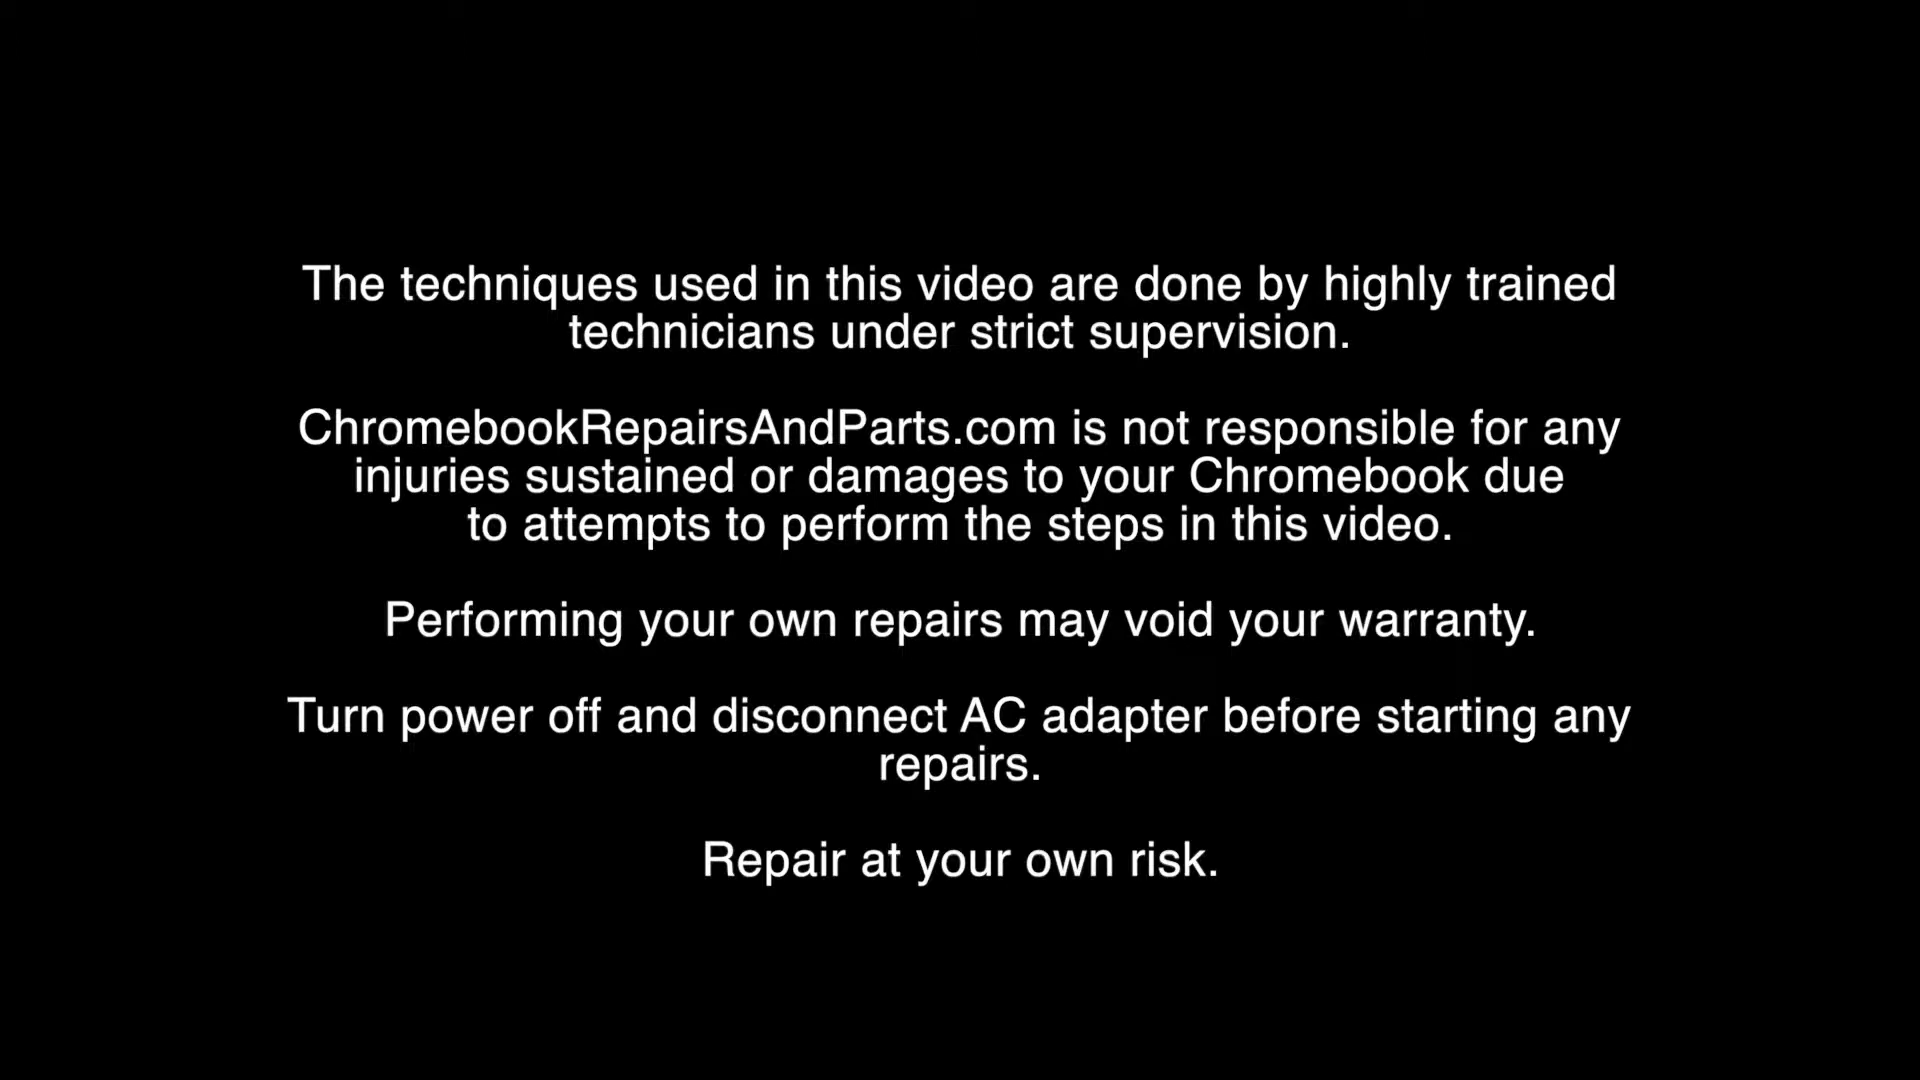 The techniques used in this video are done by highly trained
technicians under strict supervision.
ChromebookRepairsAndParts.com is not responsible for any
injuries sustained or damages to your Chromebook due
to attempts to perform the steps in this video.
Performing your own repairs may void your warranty.
Turn power off and disconnect AC adapter before starting any
repairs.
Repair at your own risk.